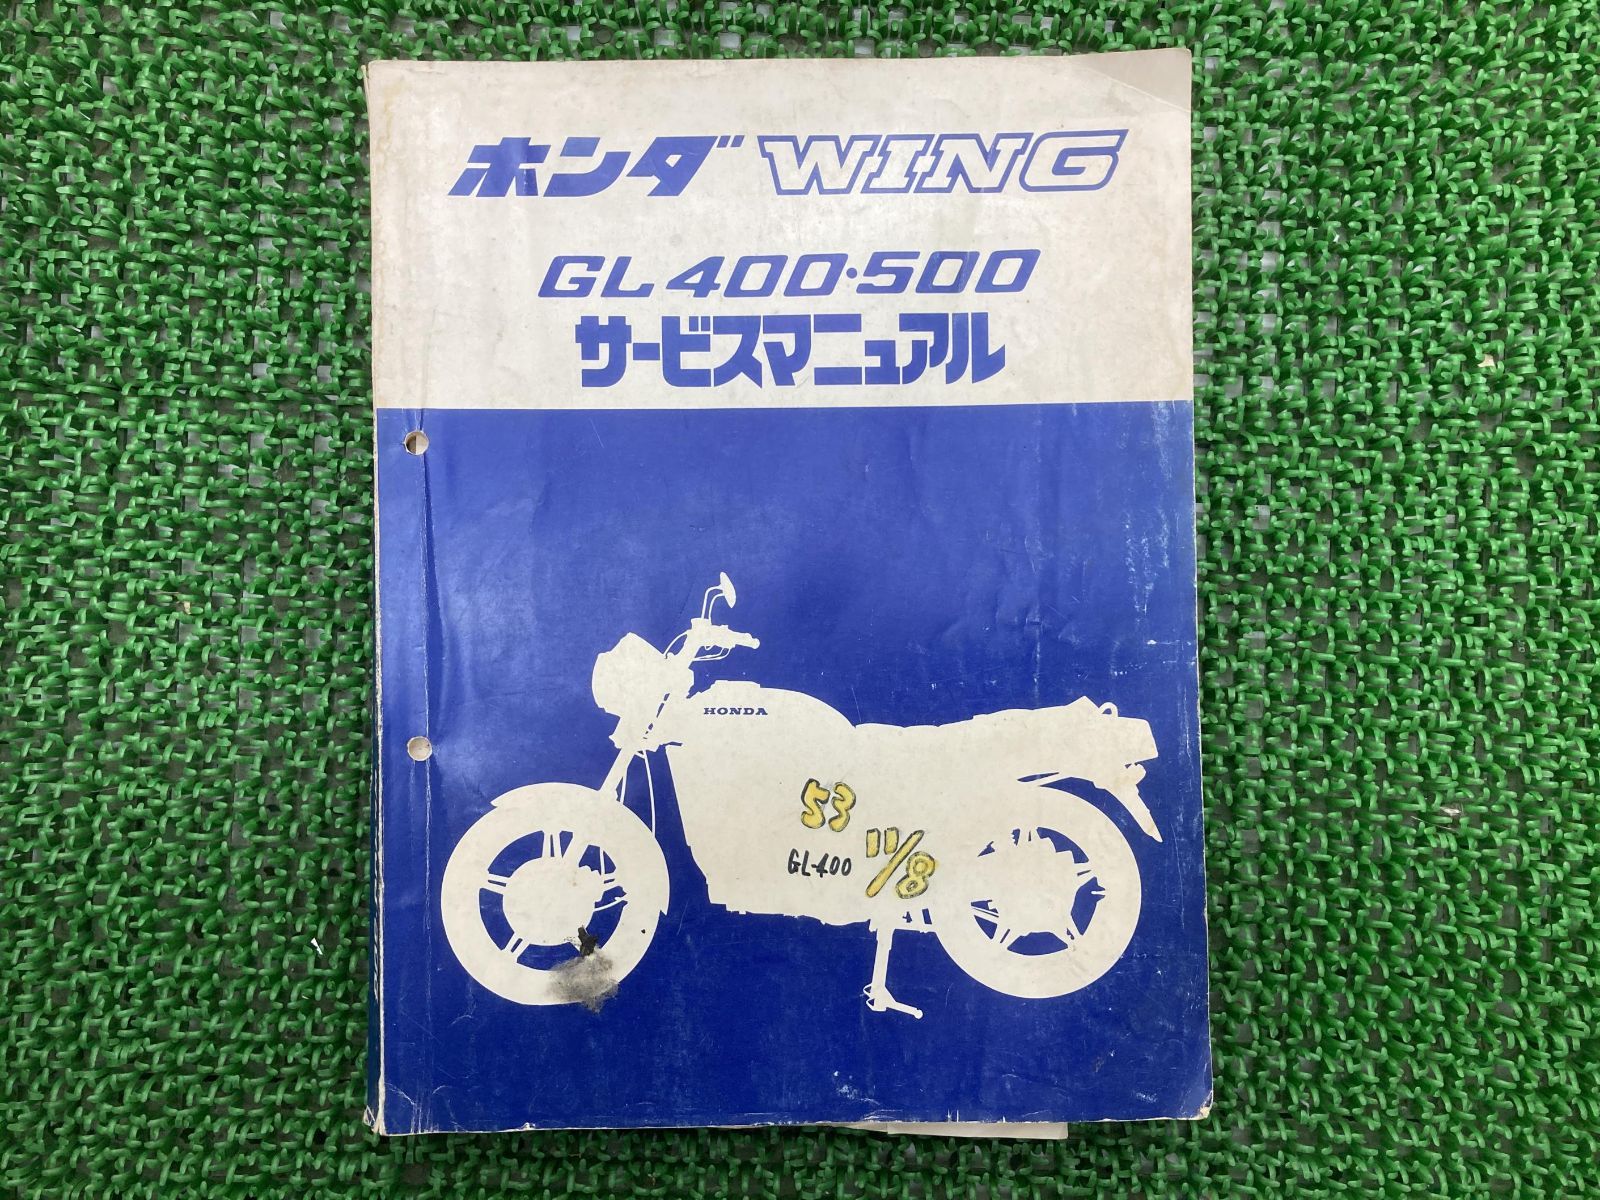 ホンダ WING
GL400·500
サービスマニュアル
HONDA
53
11/8
GL-400